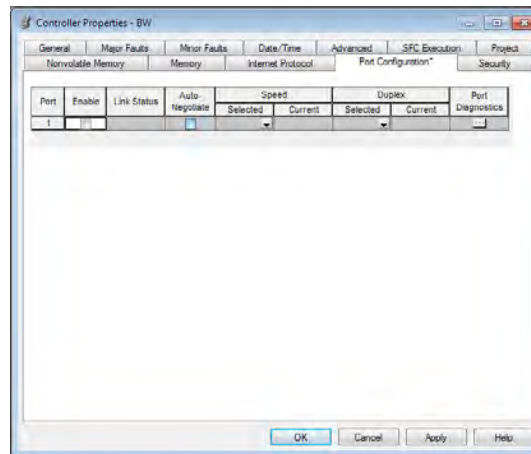 Controller Properties - BW
General Major Faults Minor Faults Date/Time Advanced SFC Execution Project
Nonvolatile Memory Memory Internet Protocol Port Configuration* Security
Port Enable Link Status Auto-Negotiate Speed Duplex Port Diagnostics
Selected Current Selected Current
1 ...
OK Cancel Apply Help